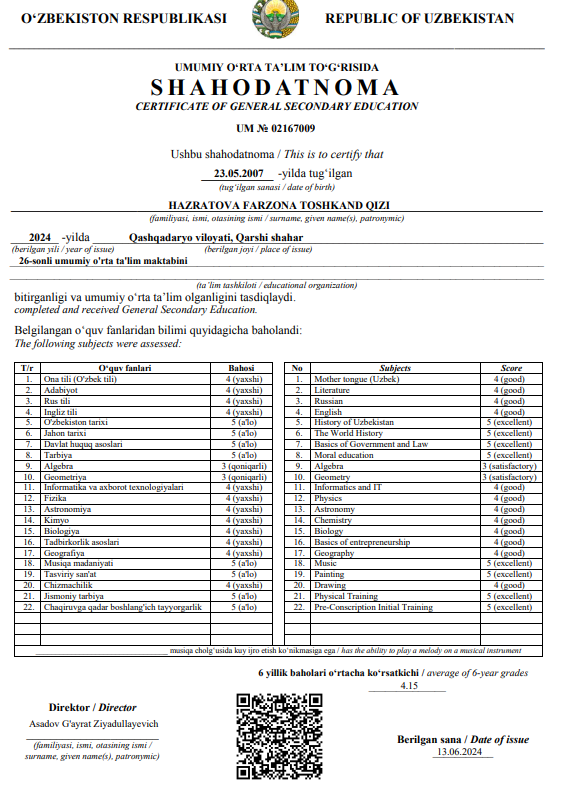 O‘ZBEKISTON RESPUBLIKASI REPUBLIC OF UZBEKISTAN
UMUMIY O‘RTA TA’LIM TO‘G‘RISIDA
SHAHODATNOMA
CERTIFICATE OF GENERAL SECONDARY EDUCATION
UM № 02167009
Ushbu shahodatnoma / This is to certify that
23.05.2007 -yilda tug‘ilgan
(tug‘ilgan sanasi / date of birth)
HAZRATOVA FARZONA TOSHKAND QIZI
(familiyasi, ismi, otasining ismi / surname, given name(s), patronymic)
2024 -yilda Qashqadaryo viloyati, Qarshi shahar
(berilgan yili / year of issue) (berilgan joyi / place of issue)
26-sonli umumiy o'rta ta'lim maktabini
(ta’lim tashkiloti / educational organization)
bitirganligi va umumiy o‘rta ta’lim olganligini tasdiqlaydi.
completed and received General Secondary Education.
Belgilangan o‘quv fanlaridan bilimi quyidagicha baholandi:
The following subjects were assessed:
T/r O‘quv fanlari Bahosi No Subjects Score
1. Ona tili (O'zbek tili) 4 (yaxshi) 1. Mother tongue (Uzbek) 4 (good)
2. Adabiyot 4 (yaxshi) 2. Literature 4 (good)
3. Rus tili 4 (yaxshi) 3. Russian 4 (good)
4. Ingliz tili 4 (yaxshi) 4. English 4 (good)
5. O'zbekiston tarixi 5 (a'lo) 5. History of Uzbekistan 5 (excellent)
6. Jahon tarixi 5 (a'lo) 6. The World History 5 (excellent)
7. Davlat huquq asoslari 5 (a'lo) 7. Basics of Government and Law 5 (excellent)
8. Tarbiya 5 (a'lo) 8. Moral education 5 (excellent)
9. Algebra 3 (qoniqarli) 9. Algebra 3 (satisfactory)
10. Geometriya 3 (qoniqarli) 10. Geometry 3 (satisfactory)
11. Informatika va axborot texnologiyalari 4 (yaxshi) 11. Informatics and IT 4 (good)
12. Fizika 4 (yaxshi) 12. Physics 4 (good)
13. Astronomiya 4 (yaxshi) 13. Astronomy 4 (good)
14. Kimyo 4 (yaxshi) 14. Chemistry 4 (good)
15. Biologiya 4 (yaxshi) 15. Biology 4 (good)
16. Tadbirkorlik asoslari 4 (yaxshi) 16. Basics of entrepreneurship 4 (good)
17. Geografiya 4 (yaxshi) 17. Geography 4 (good)
18. Musiqa madaniyati 5 (a'lo) 18. Music 5 (excellent)
19. Tasviriy san'at 5 (a'lo) 19. Painting 5 (excellent)
20. Chizmachilik 4 (yaxshi) 20. Drawing 4 (good)
21. Jismoniy tarbiya 5 (a'lo) 21. Physical Training 5 (excellent)
22. Chaqiruvga qadar boshlang'ich tayyorgarlik 5 (a'lo) 22. Pre-Conscription Initial Training 5 (excellent)
musiqa cholg‘usida kuy ijro etish ko‘nikmasiga ega / has the ability to play a melody on a musical instrument
6 yillik baholari o‘rtacha ko‘rsatkichi / average of 6-year grades
4.15
Direktor / Director
Asadov G'ayrat Ziyadullayevich
(familiyasi, ismi, otasining ismi /
surname, given name(s), patronymic)
Berilgan sana / Date of issue
13.06.2024